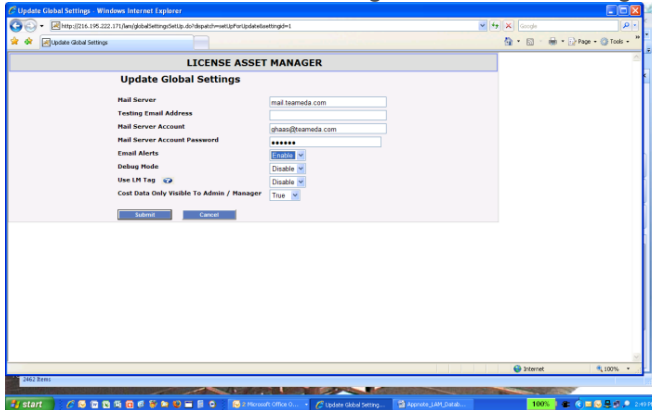 Update Global Settings - Windows Internet Explorer
http://216.195.222.171/lam/globalSettingsSetUp.do?dispatch=setUpForUpdate&settingid=1
Google
Update Global Settings
Page
Tools
LICENSE ASSET MANAGER
Update Global Settings
Mail Server
mail.teameda.com
Testing Email Address
Mail Server Account
ghaas@teameda.com
Mail Server Account Password
●●●●●●
Email Alerts
Enable
Debug Mode
Disable
Use LM Tag
Disable
Cost Data Only Visible To Admin / Manager
True
Submit Cancel
Internet 100%
2462 Items
start
2 Microsoft Office O...
Update Global Setting...
Appnote_LAM_Datab...
100%
2:40 P